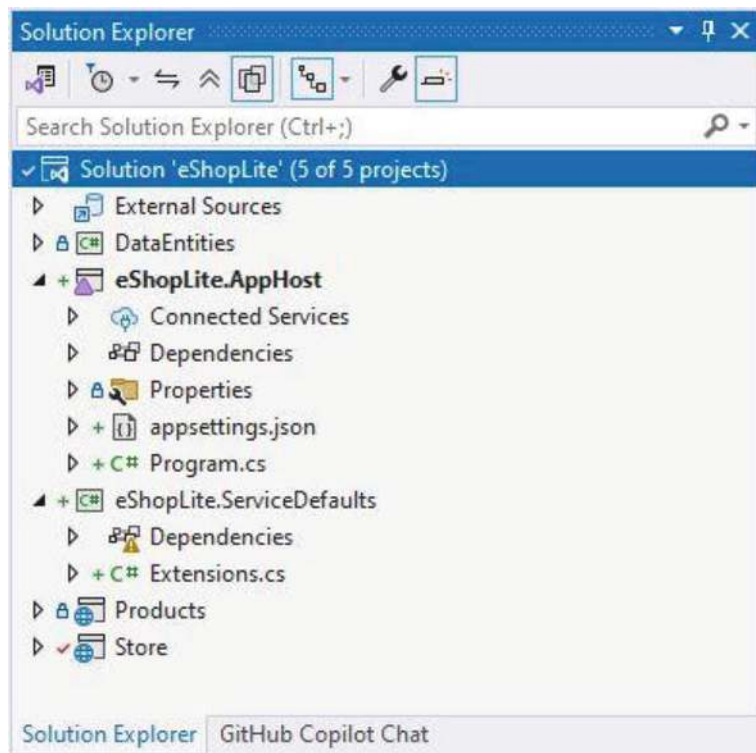 Solution Explorer
Search Solution Explorer (Ctrl+;)
Solution 'eShopLite' (5 of 5 projects)
External Sources
C# DataEntities
eShopLite.AppHost
Connected Services
Dependencies
Properties
appsettings.json
C# Program.cs
C# eShopLite.ServiceDefaults
Dependencies
C# Extensions.cs
Products
Store
Solution Explorer GitHub Copilot Chat